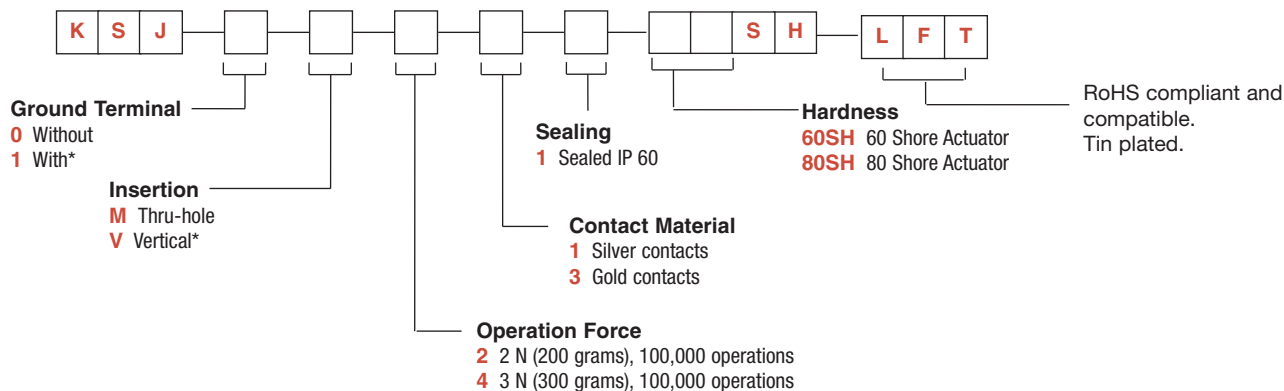 K S J S H L F T
Ground Terminal
0 Without
1 With*
Insertion
M Thru-hole
V Vertical*
Operation Force
2 2 N (200 grams), 100,000 operations
4 3 N (300 grams), 100,000 operations
Contact Material
1 Silver contacts
3 Gold contacts
Sealing
1 Sealed IP 60
Hardness
60SH 60 Shore Actuator
80SH 80 Shore Actuator
RoHS compliant and
compatible.
Tin plated.